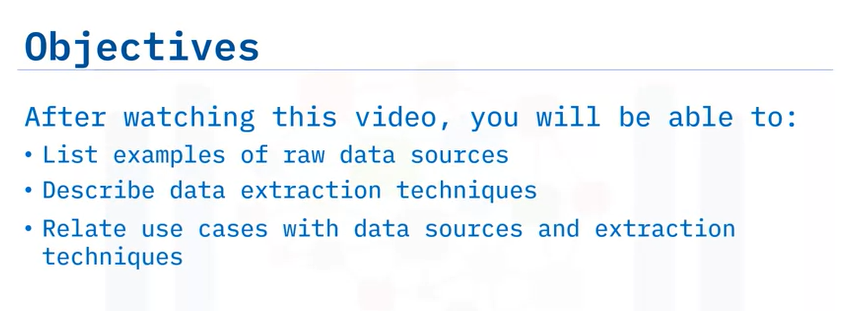 Objectives
After watching this video, you will be able to:
• List examples of raw data sources
• Describe data extraction techniques
• Relate use cases with data sources and extraction
techniques